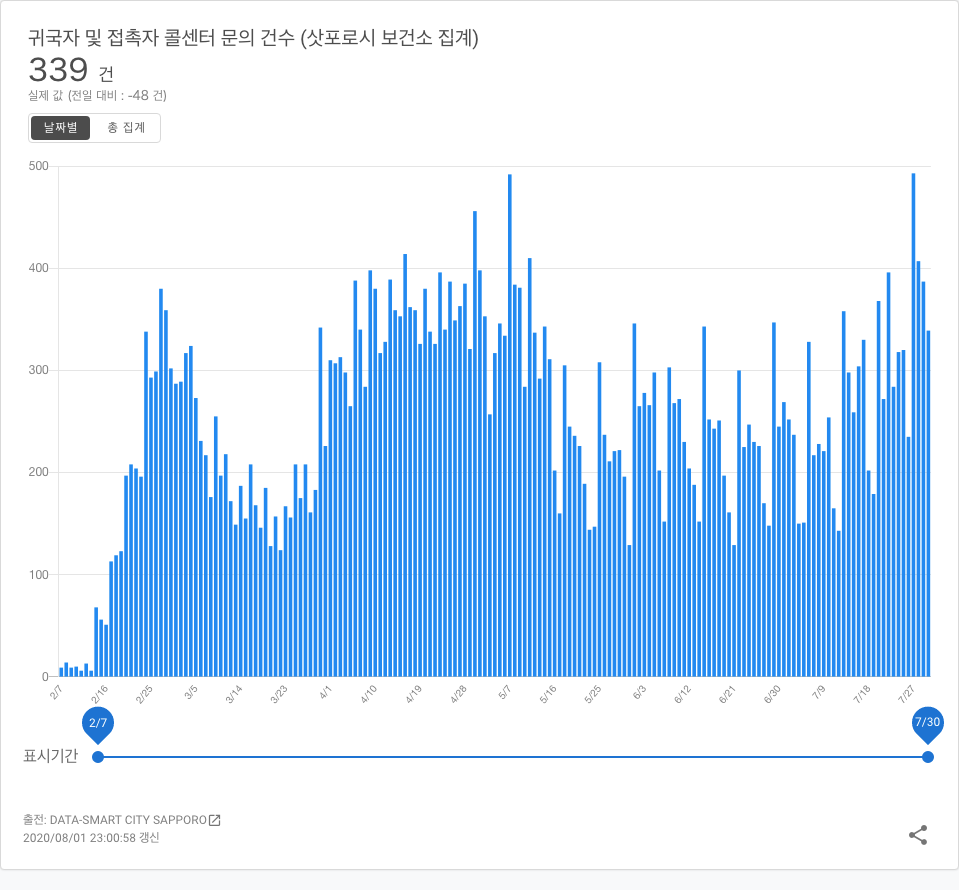 귀국자 및 접촉자 콜센터 문의 건수 (삿포로시 보건소 집계)
339 건
실제 값 (전일 대비 : -48 건)
날짜별 총 집계
500
400
300
200
100
0
2/7 2/16 2/25 3/5 3/14 3/23 4/1 4/10 4/19 4/28 5/7 5/16 5/25 6/3 6/12 6/21 6/30 7/9 7/18 7/27
2/7 7/30
표시기간
출전: DATA-SMART CITY SAPPORO
2020/08/01 23:00:58 갱신